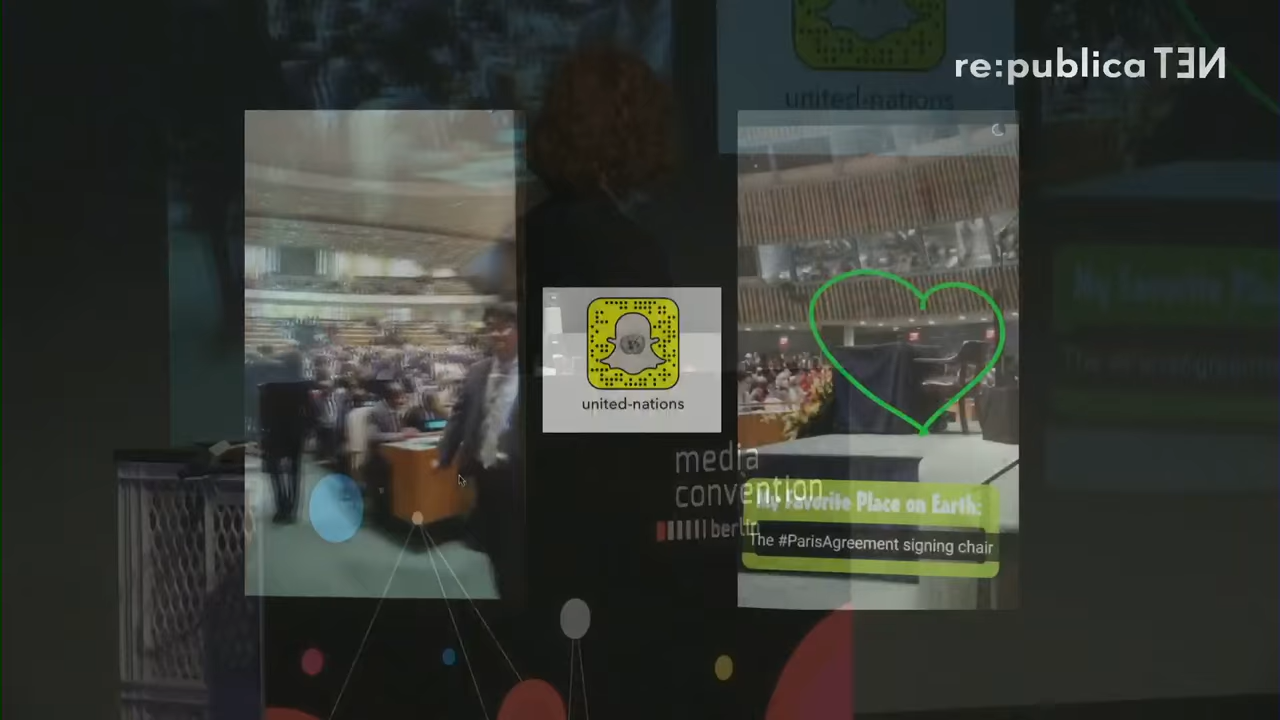 re:publica TEN
united-nations
united-nations
media
convention
berlin
My Favorite Place on Earth:
The #ParisAgreement signing chair